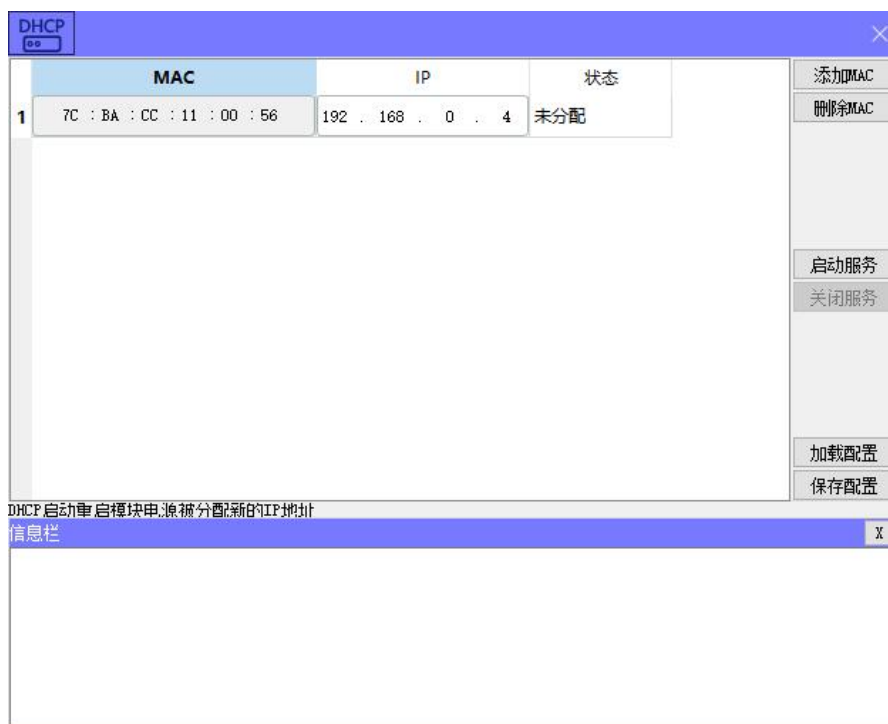 DHCP
MAC IP 状态 添加MAC
1 7C : BA : CC : 11 : 00 : 56 192 . 168 . 0 . 4 未分配 删除MAC
启动服务
关闭服务
加载配置
保存配置
DHCP启动重启模块电源被分配新的IP地址
信息栏 X